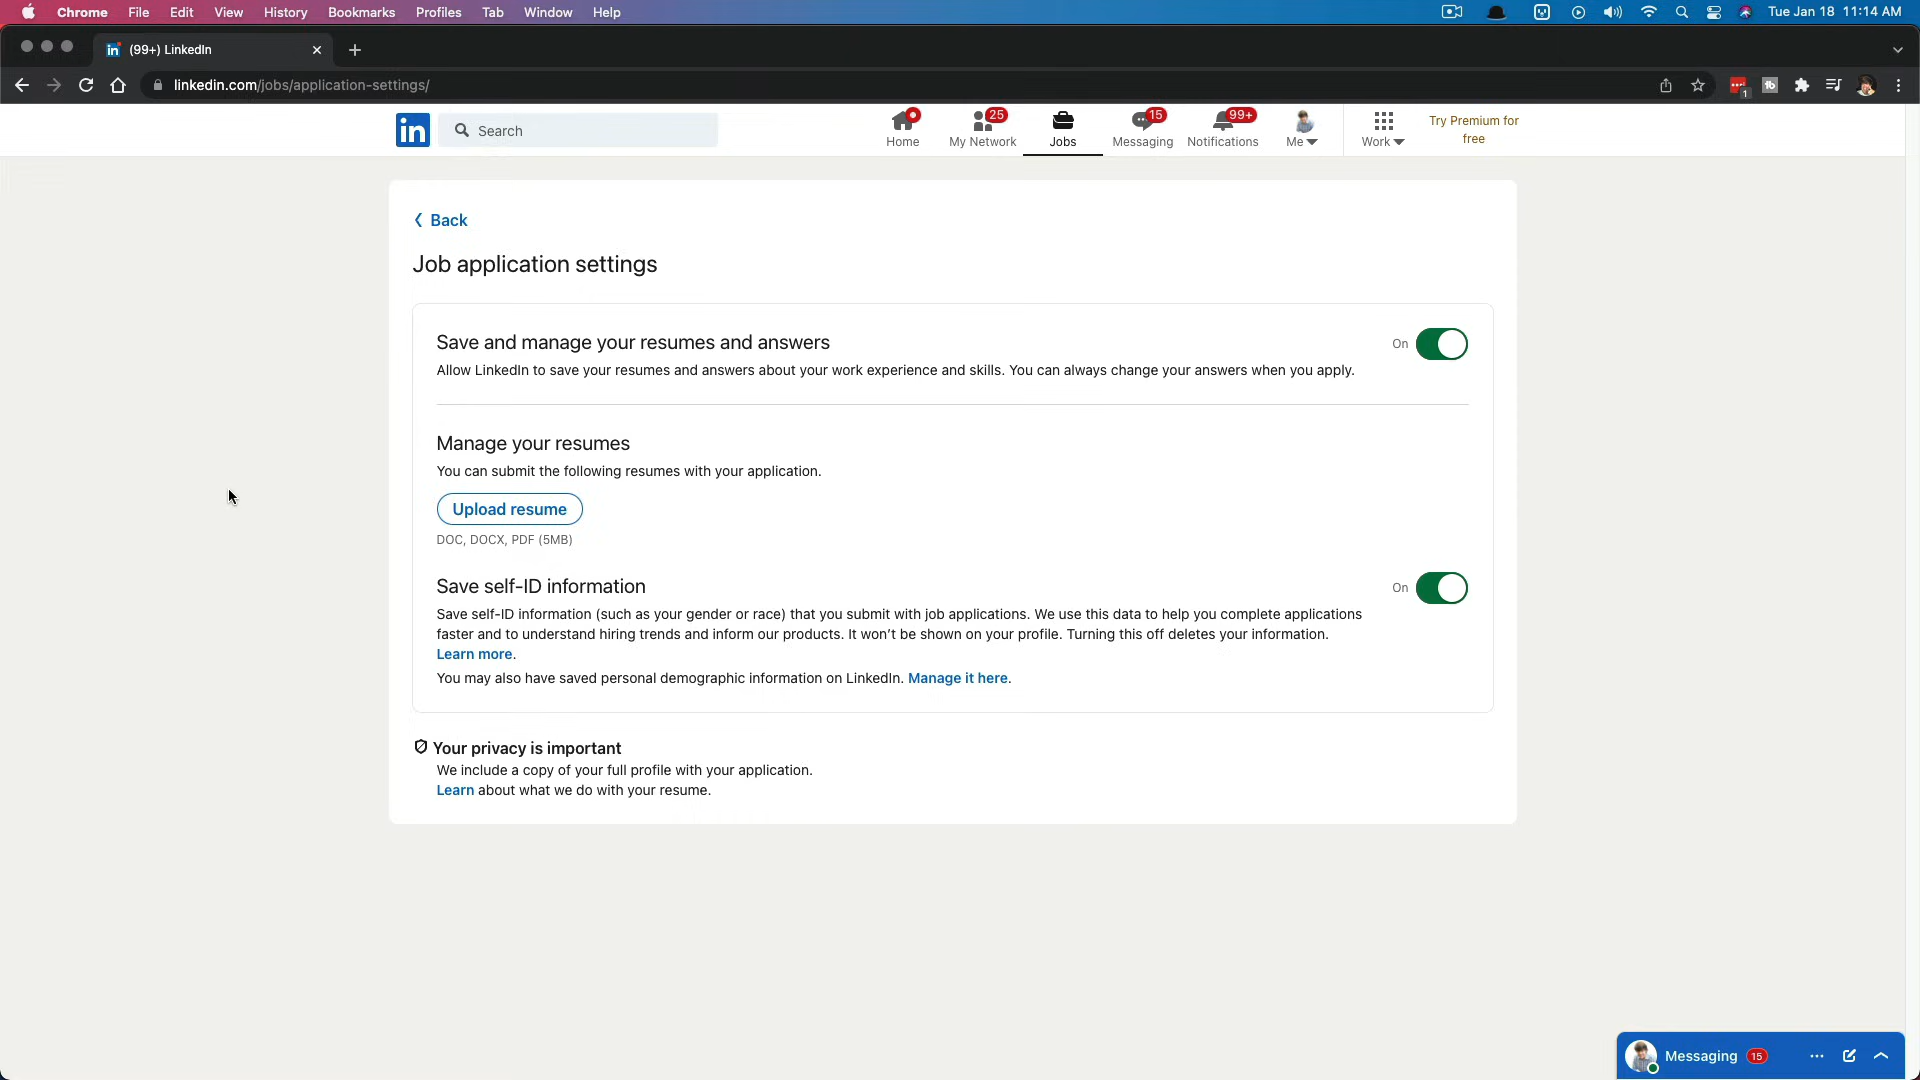 Chrome File Edit View History Bookmarks Profiles Tab Window Help
Tue Jan 18 11:14 AM
(99+) LinkedIn
linkedin.com/jobs/application-settings/
1
in
Search
Home
25
My Network
Jobs
15
Messaging
99+
Notifications
Me
Work
Try Premium for
free
Back
Job application settings
Save and manage your resumes and answers
On
Allow LinkedIn to save your resumes and answers about your work experience and skills. You can always change your answers when you apply.
Manage your resumes
You can submit the following resumes with your application.
Upload resume
DOC, DOCX, PDF (5MB)
Save self-ID information
On
Save self-ID information (such as your gender or race) that you submit with job applications. We use this data to help you complete applications
faster and to understand hiring trends and inform our products. It won't be shown on your profile. Turning this off deletes your information.
Learn more.
You may also have saved personal demographic information on LinkedIn. Manage it here.
Your privacy is important
We include a copy of your full profile with your application.
Learn about what we do with your resume.
Messaging 15